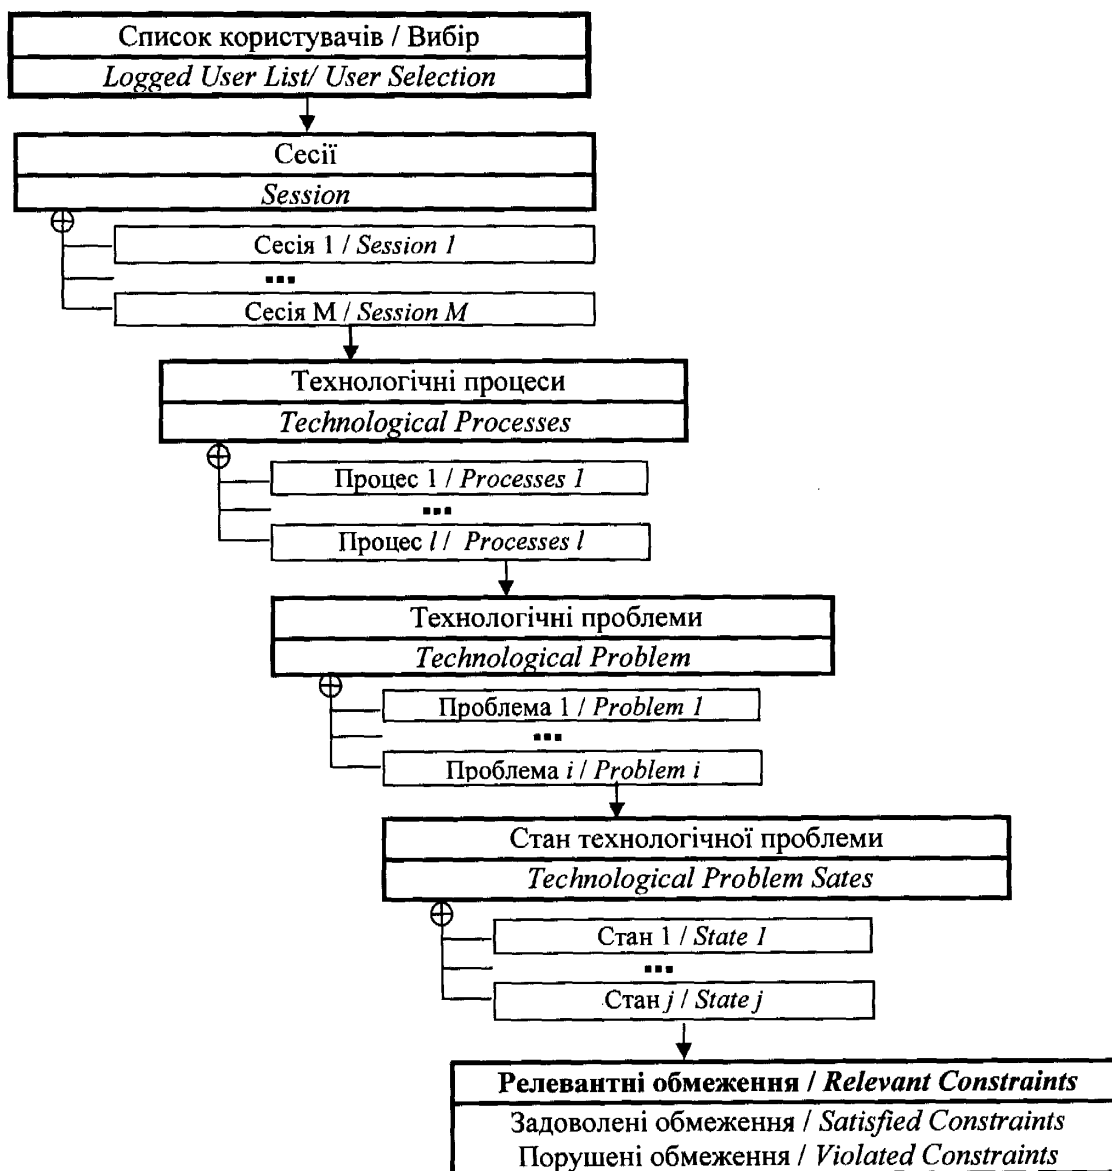 Список користувачів / Вибір
Logged User List/ User Selection
Сесії
Session
Сесія 1 / Session 1
...
Сесія M / Session M
Технологічні процеси
Technological Processes
Процес 1 / Processes 1
...
Процес l / Processes l
Технологічні проблеми
Technological Problem
Проблема 1 / Problem 1
...
Проблема i / Problem i
Стан технологічної проблеми
Technological Problem Sates
Стан 1 / State 1
...
Стан j / State j
Релевантні обмеження / Relevant Constraints
Задоволені обмеження / Satisfied Constraints
Порушені обмеження / Violated Constraints